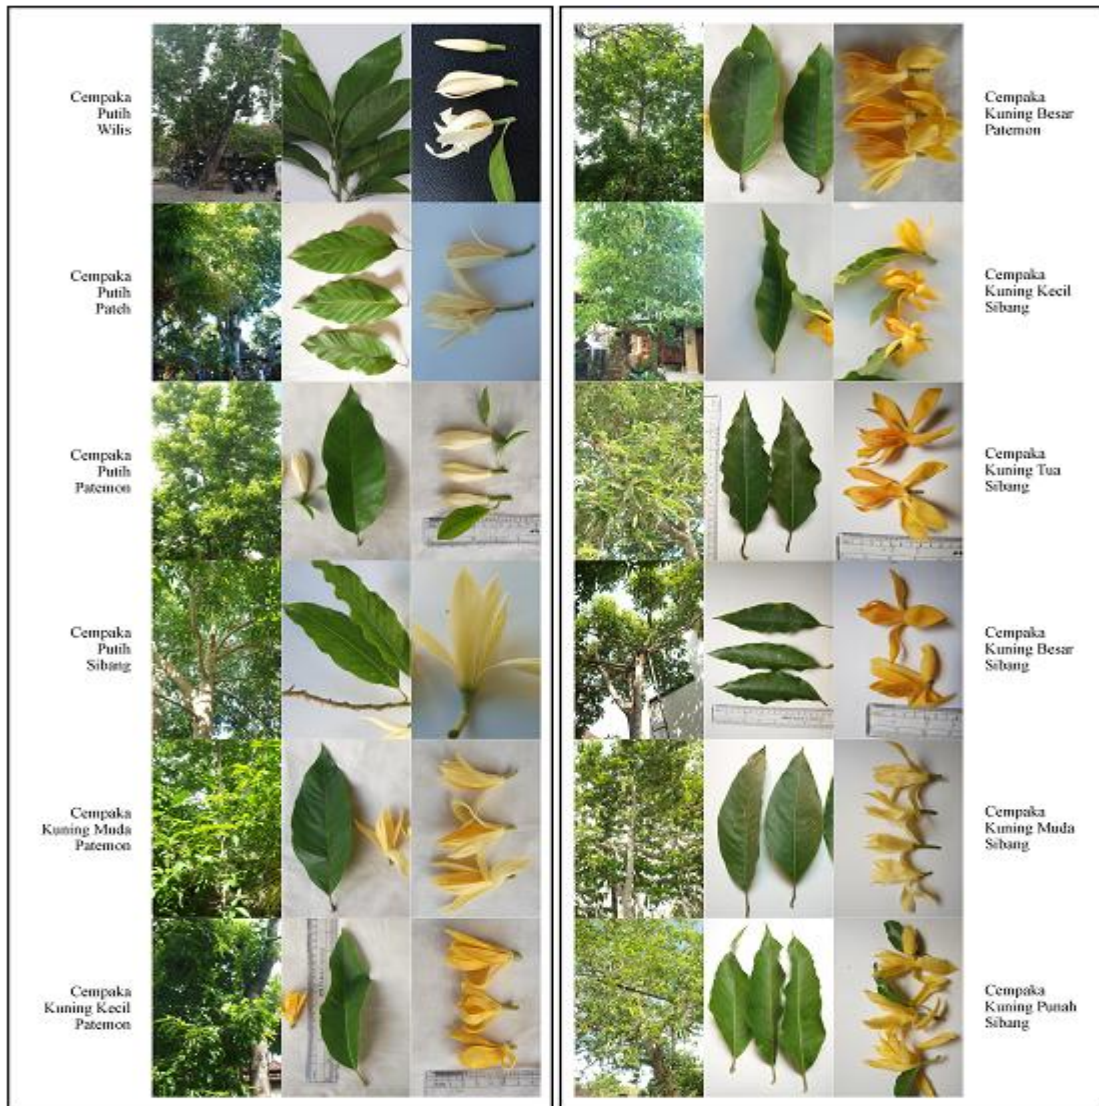 Cempaka
Putih
Wilis
Cempaka
Putih
Pateh
Cempaka
Putih
Patemon
Cempaka
Putih
Sibang
Cempaka
Kuning Muda
Patemon
Cempaka
Kuning Kecil
Patemon
Cempaka
Kuning Besar
Patemon
Cempaka
Kuning Kecil
Sibang
Cempaka
Kuning Tua
Sibang
Cempaka
Kuning Besar
Sibang
Cempaka
Kuning Muda
Sibang
Cempaka
Kuning Punah
Sibang